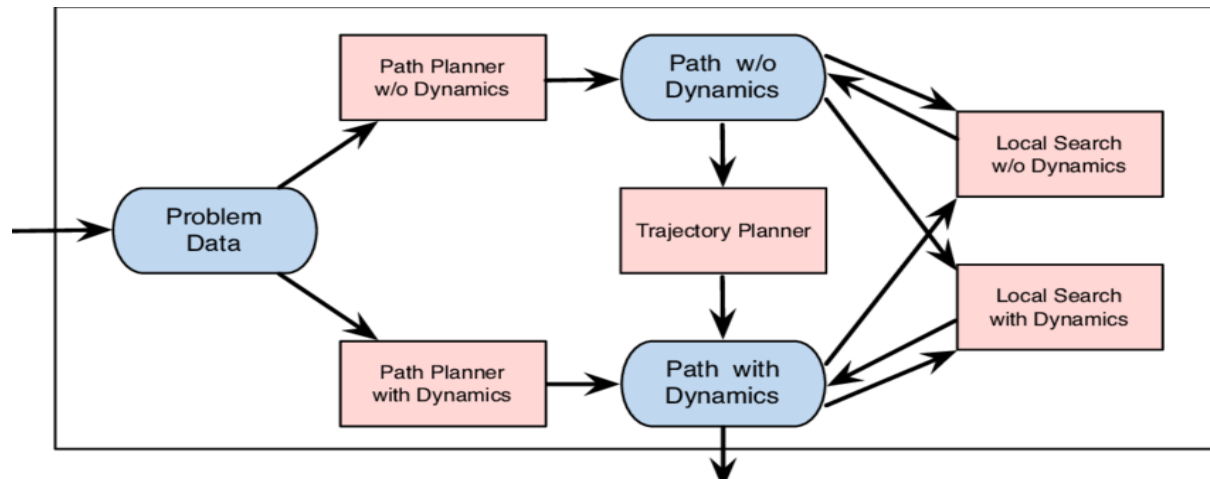 Path Planner
w/o Dynamics
Path w/o
Dynamics
Local Search
w/o Dynamics
Problem
Data
Trajectory Planner
Local Search
with Dynamics
Path Planner
with Dynamics
Path with
Dynamics